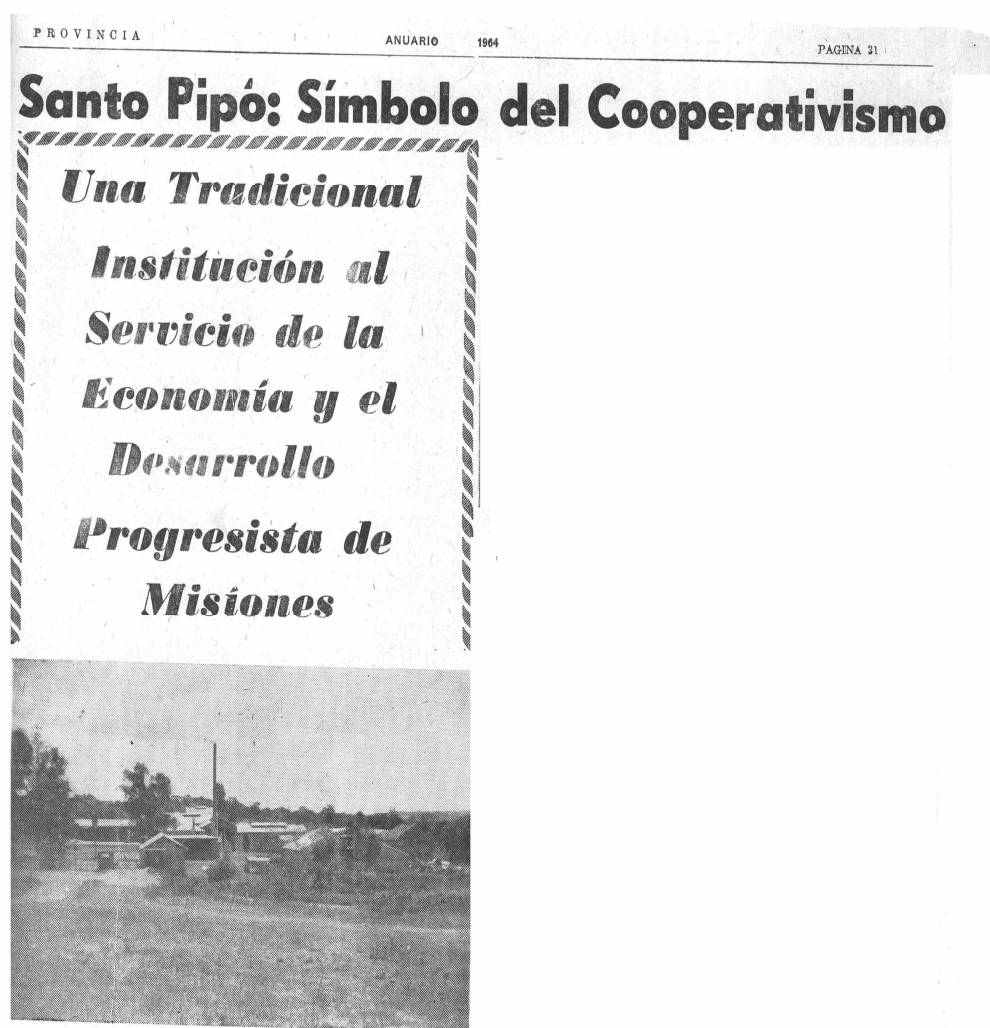 PROVINCIA
ANUARIO 1964
PAGINA 31
Santo Pipó: Símbolo del Cooperativismo
Una Tradicional
Institución al
Servicio de la
Economía y el
Desarrollo
Progresista de
Misiones